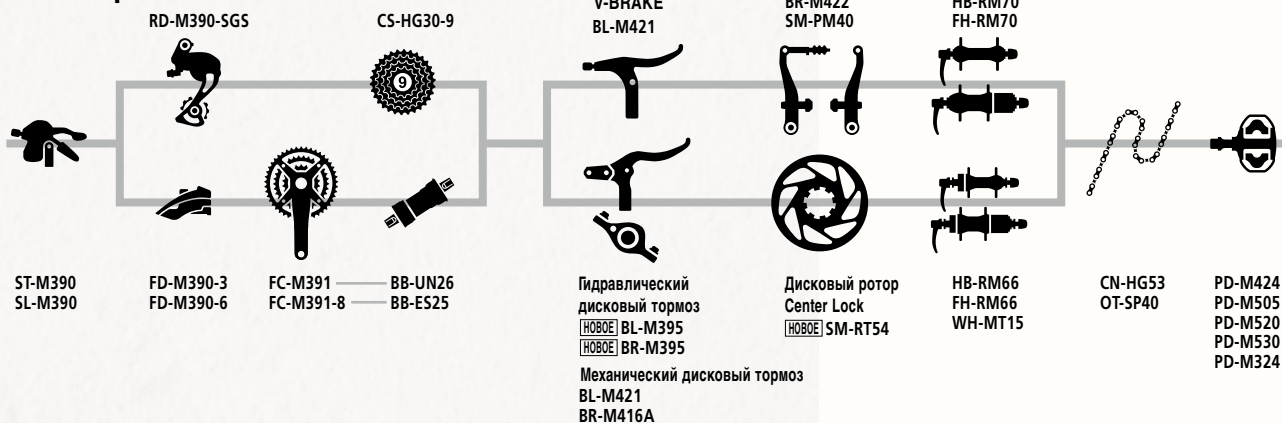 V-BRAKE
BR-M422
HB-RM70
RD-M390-SGS
CS-HG30-9
BL-M421
SM-PM40
FH-RM70
9
ST-M390
SL-M390
FD-M390-3
FD-M390-6
FC-M391
BB-UN26
FC-M391-8
BB-ES25
Гидравлический
дисковый тормоз
НОВОЕ BL-M395
НОВОЕ BR-M395
Механический дисковый тормоз
BL-M421
BR-M416A
Дисковый ротор
Center Lock
НОВОЕ SM-RT54
HB-RM66
FH-RM66
WH-MT15
CN-HG53
OT-SP40
PD-M424
PD-M505
PD-M520
PD-M530
PD-M324